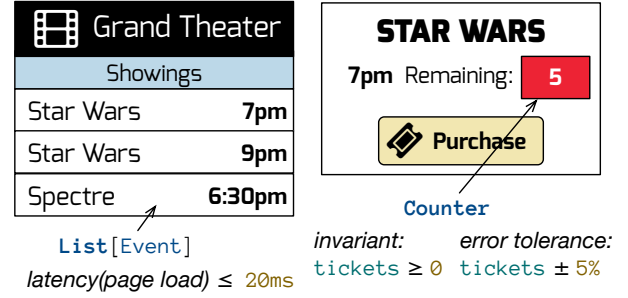 Grand Theater
Showings
Star Wars 7pm
Star Wars 9pm
Spectre 6:30pm
List[Event]
latency(page load) ≤ 20ms
STAR WARS
7pm Remaining: 5
Purchase
Counter
invariant: error tolerance:
tickets ≥ 0 tickets ± 5%